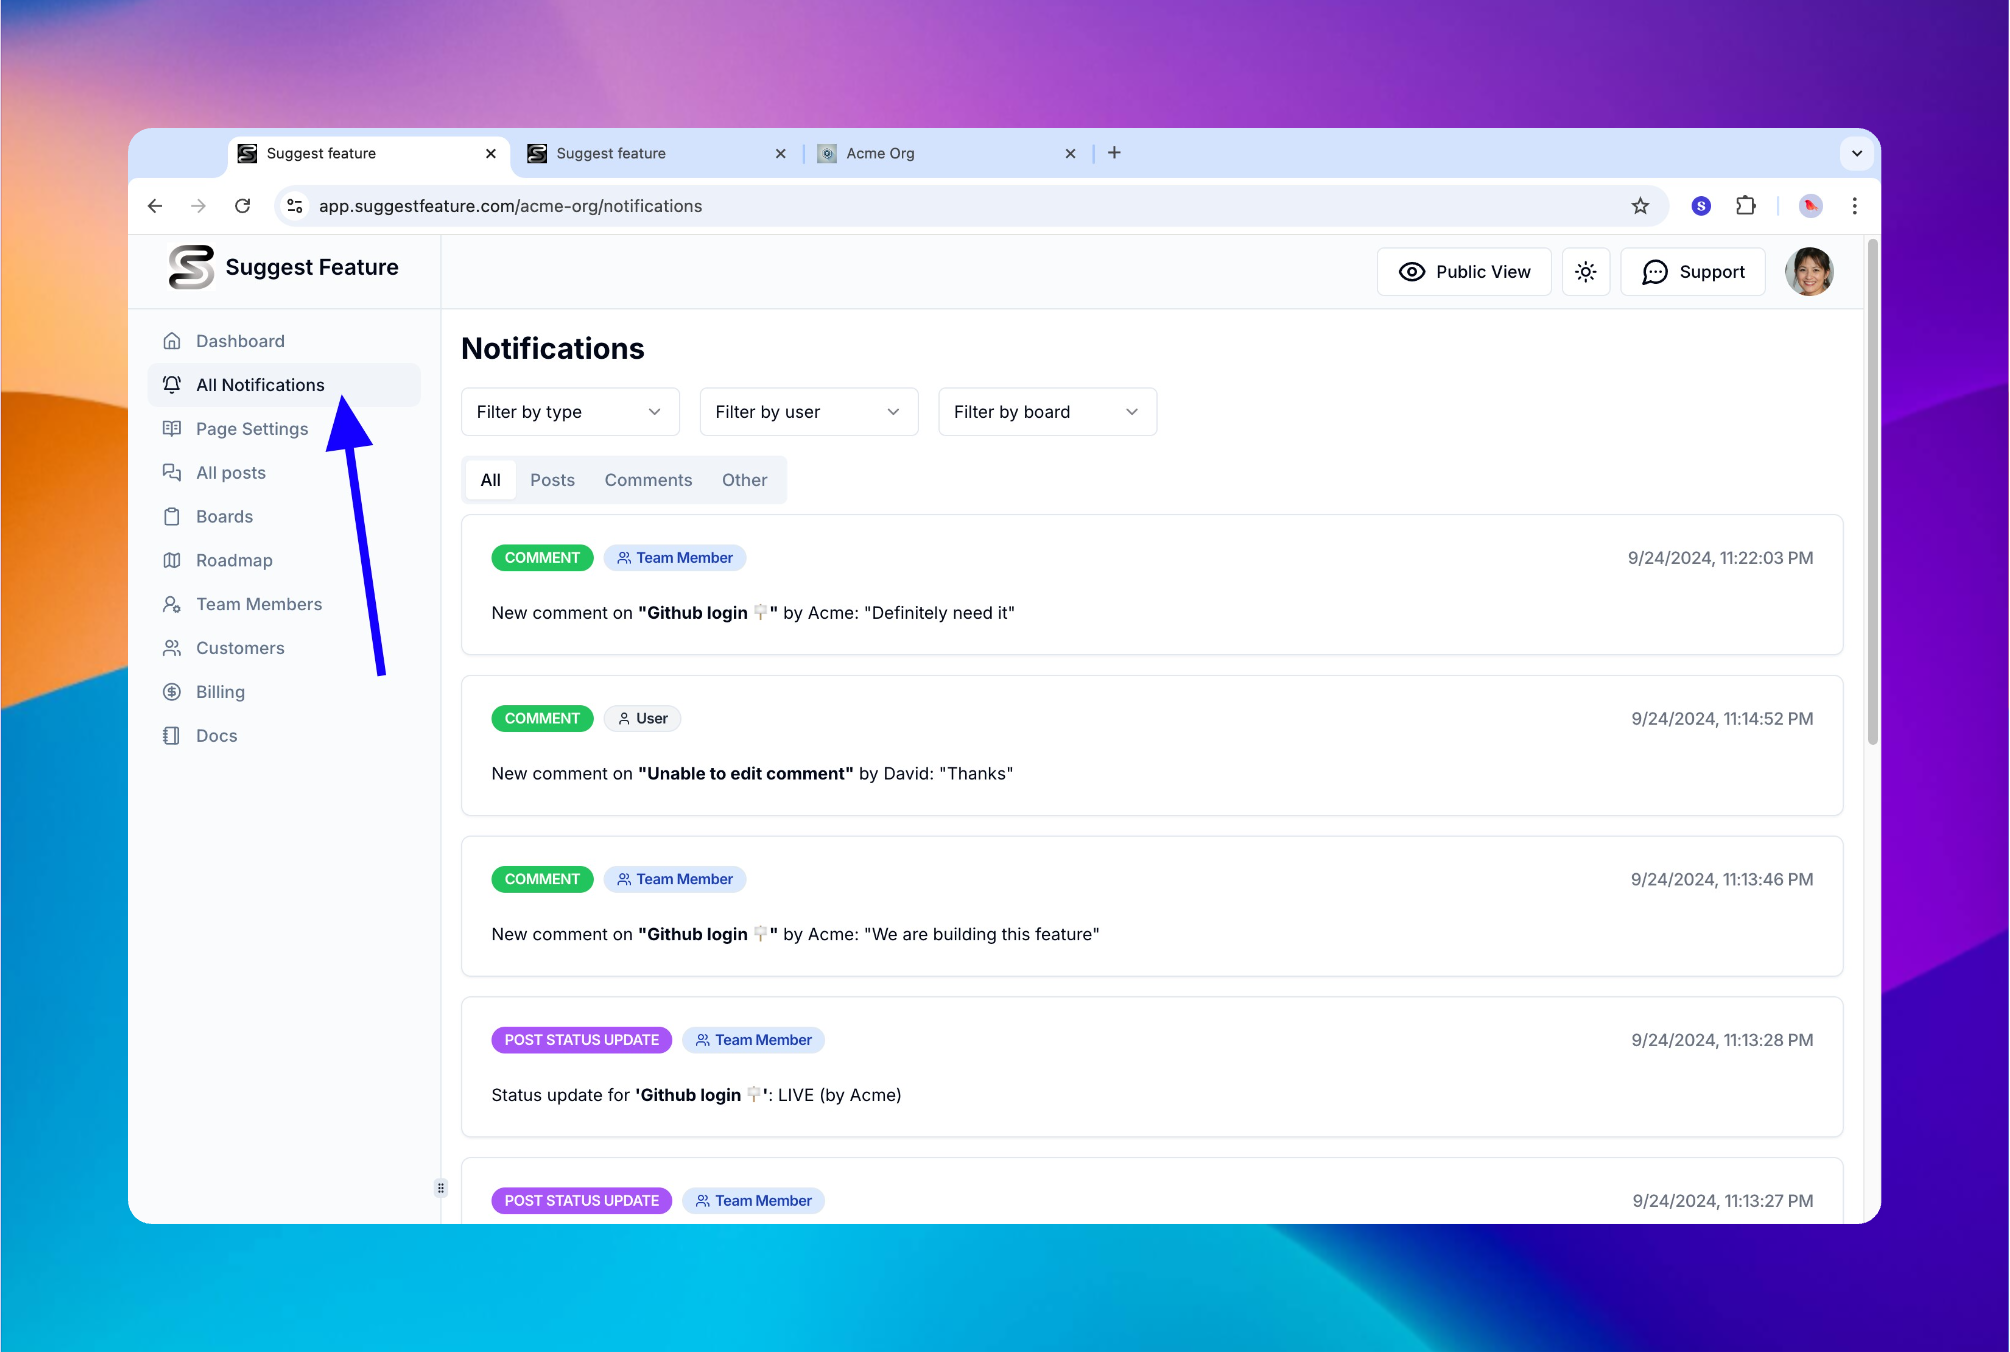 Suggest feature
Suggest feature
Acme Org
app.suggestfeature.com/acme-org/notifications
S
Suggest Feature
Public View
Support
Dashboard
All Notifications
Page Settings
All posts
Boards
Roadmap
Team Members
Customers
Billing
Docs
Notifications
Filter by type
Filter by user
Filter by board
All
Posts
Comments
Other
COMMENT
Team Member
9/24/2024, 11:22:03 PM
New comment on "Github login 🪧" by Acme: "Definitely need it"
COMMENT
User
9/24/2024, 11:14:52 PM
New comment on "Unable to edit comment" by David: "Thanks"
COMMENT
Team Member
9/24/2024, 11:13:46 PM
New comment on "Github login 🪧" by Acme: "We are building this feature"
POST STATUS UPDATE
Team Member
9/24/2024, 11:13:28 PM
Status update for 'Github login 🪧': LIVE (by Acme)
POST STATUS UPDATE
Team Member
9/24/2024, 11:13:27 PM